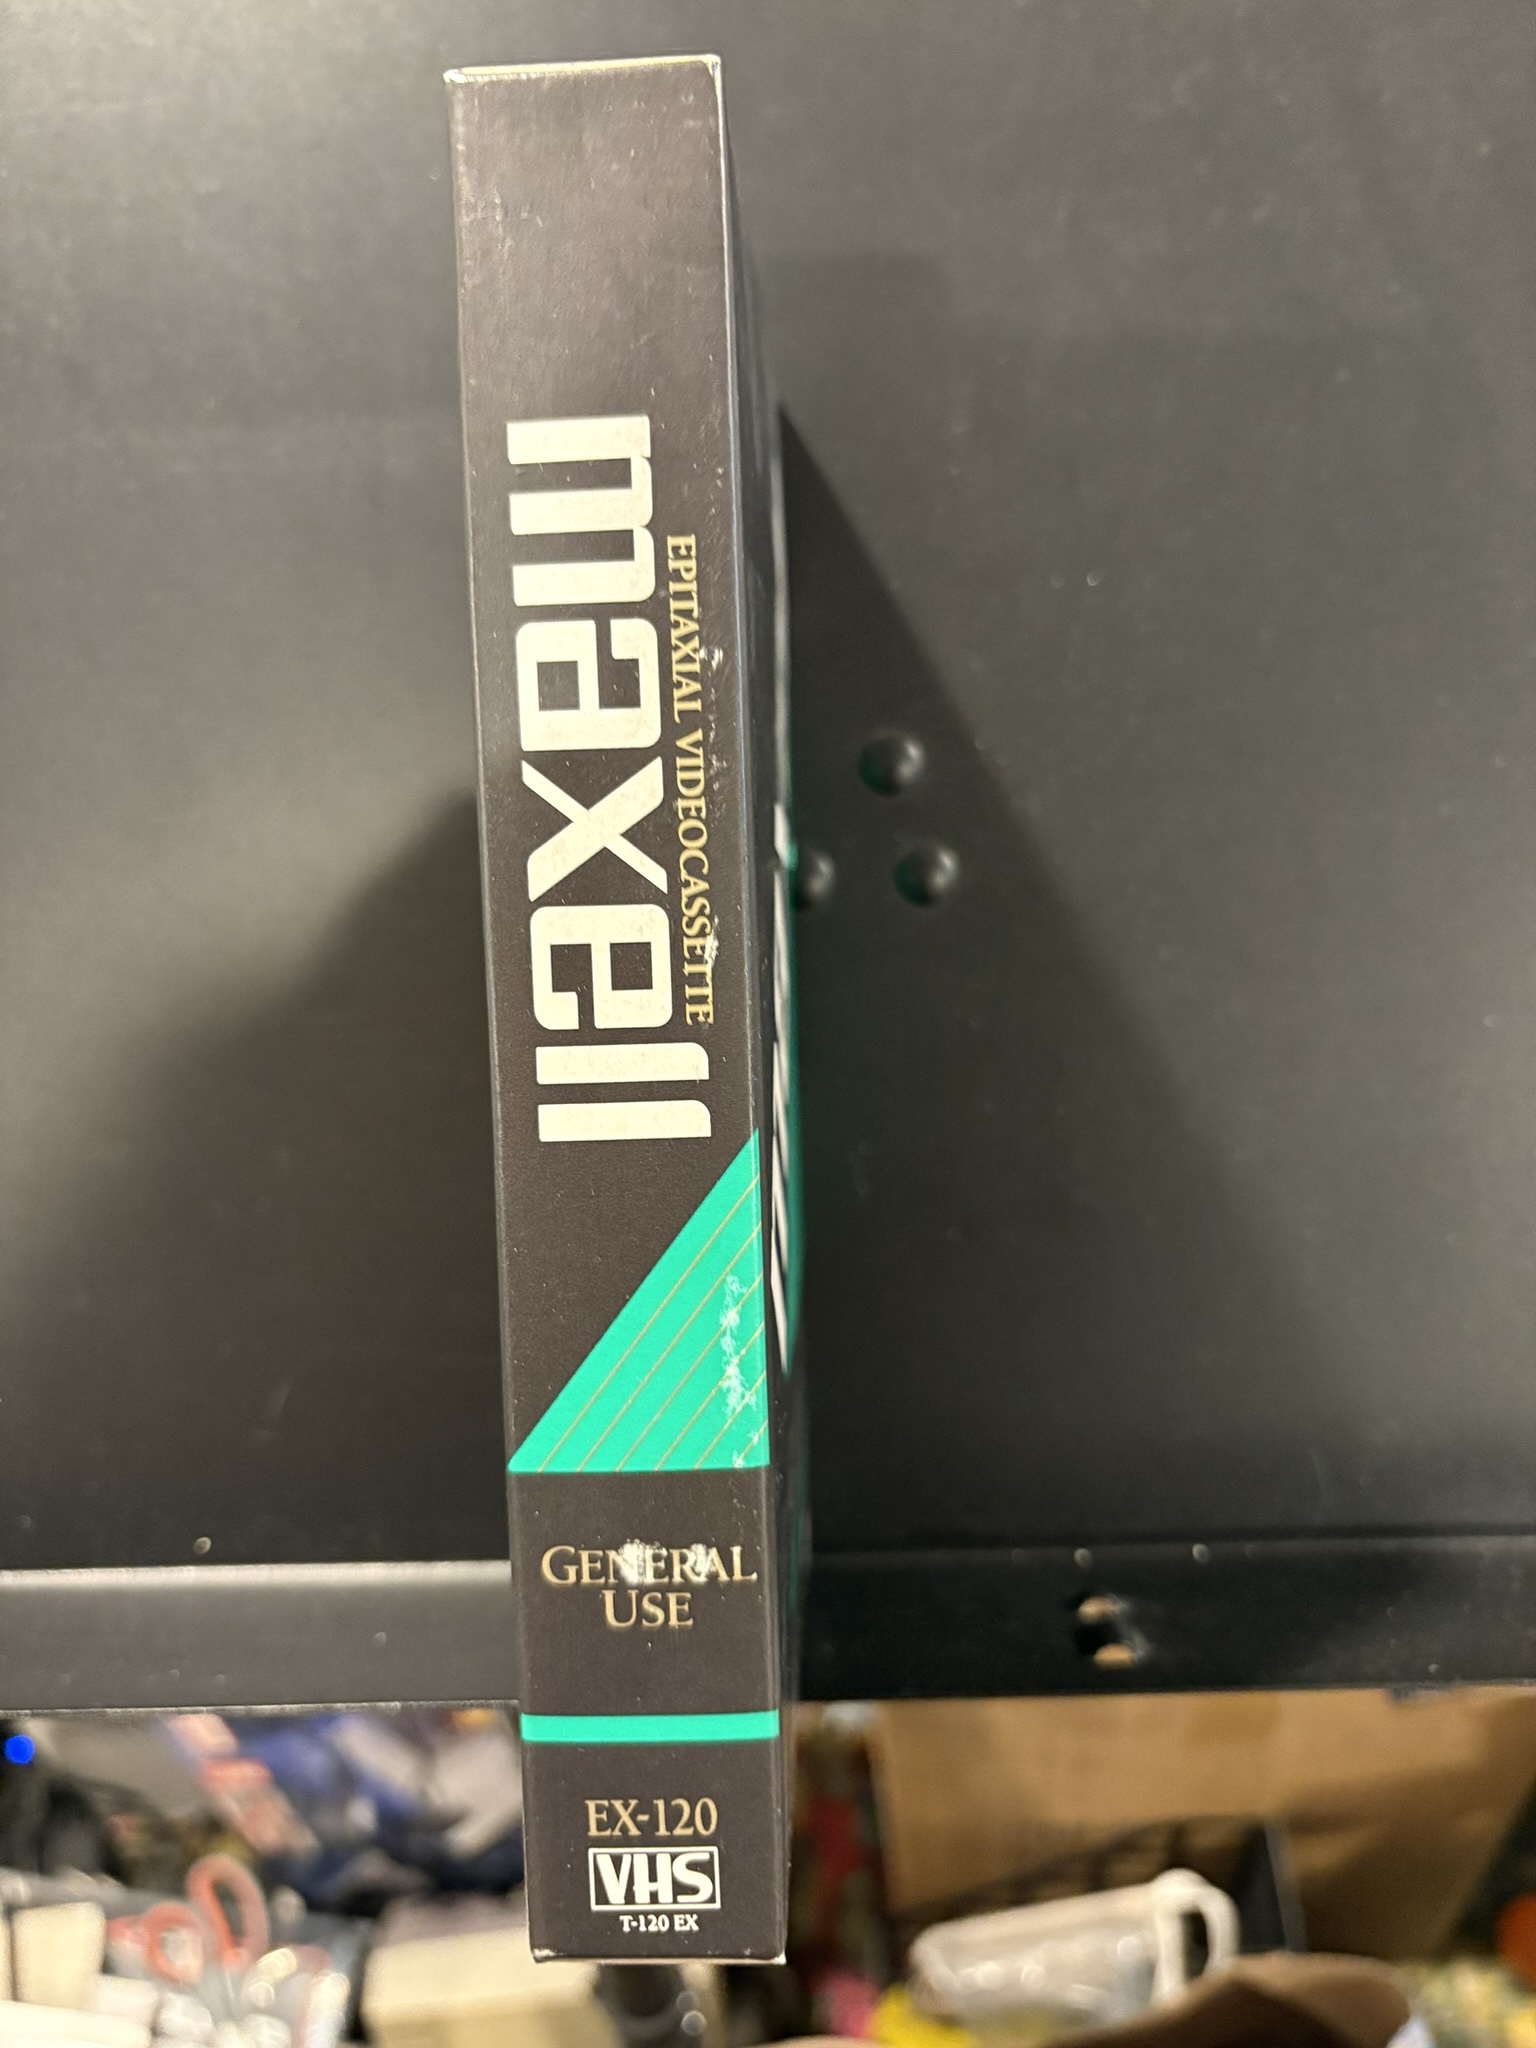 maxell
EPITAXIAL VIDEOCASSETTE
GENERAL
USE
EX-120
VHS
T-120 EX